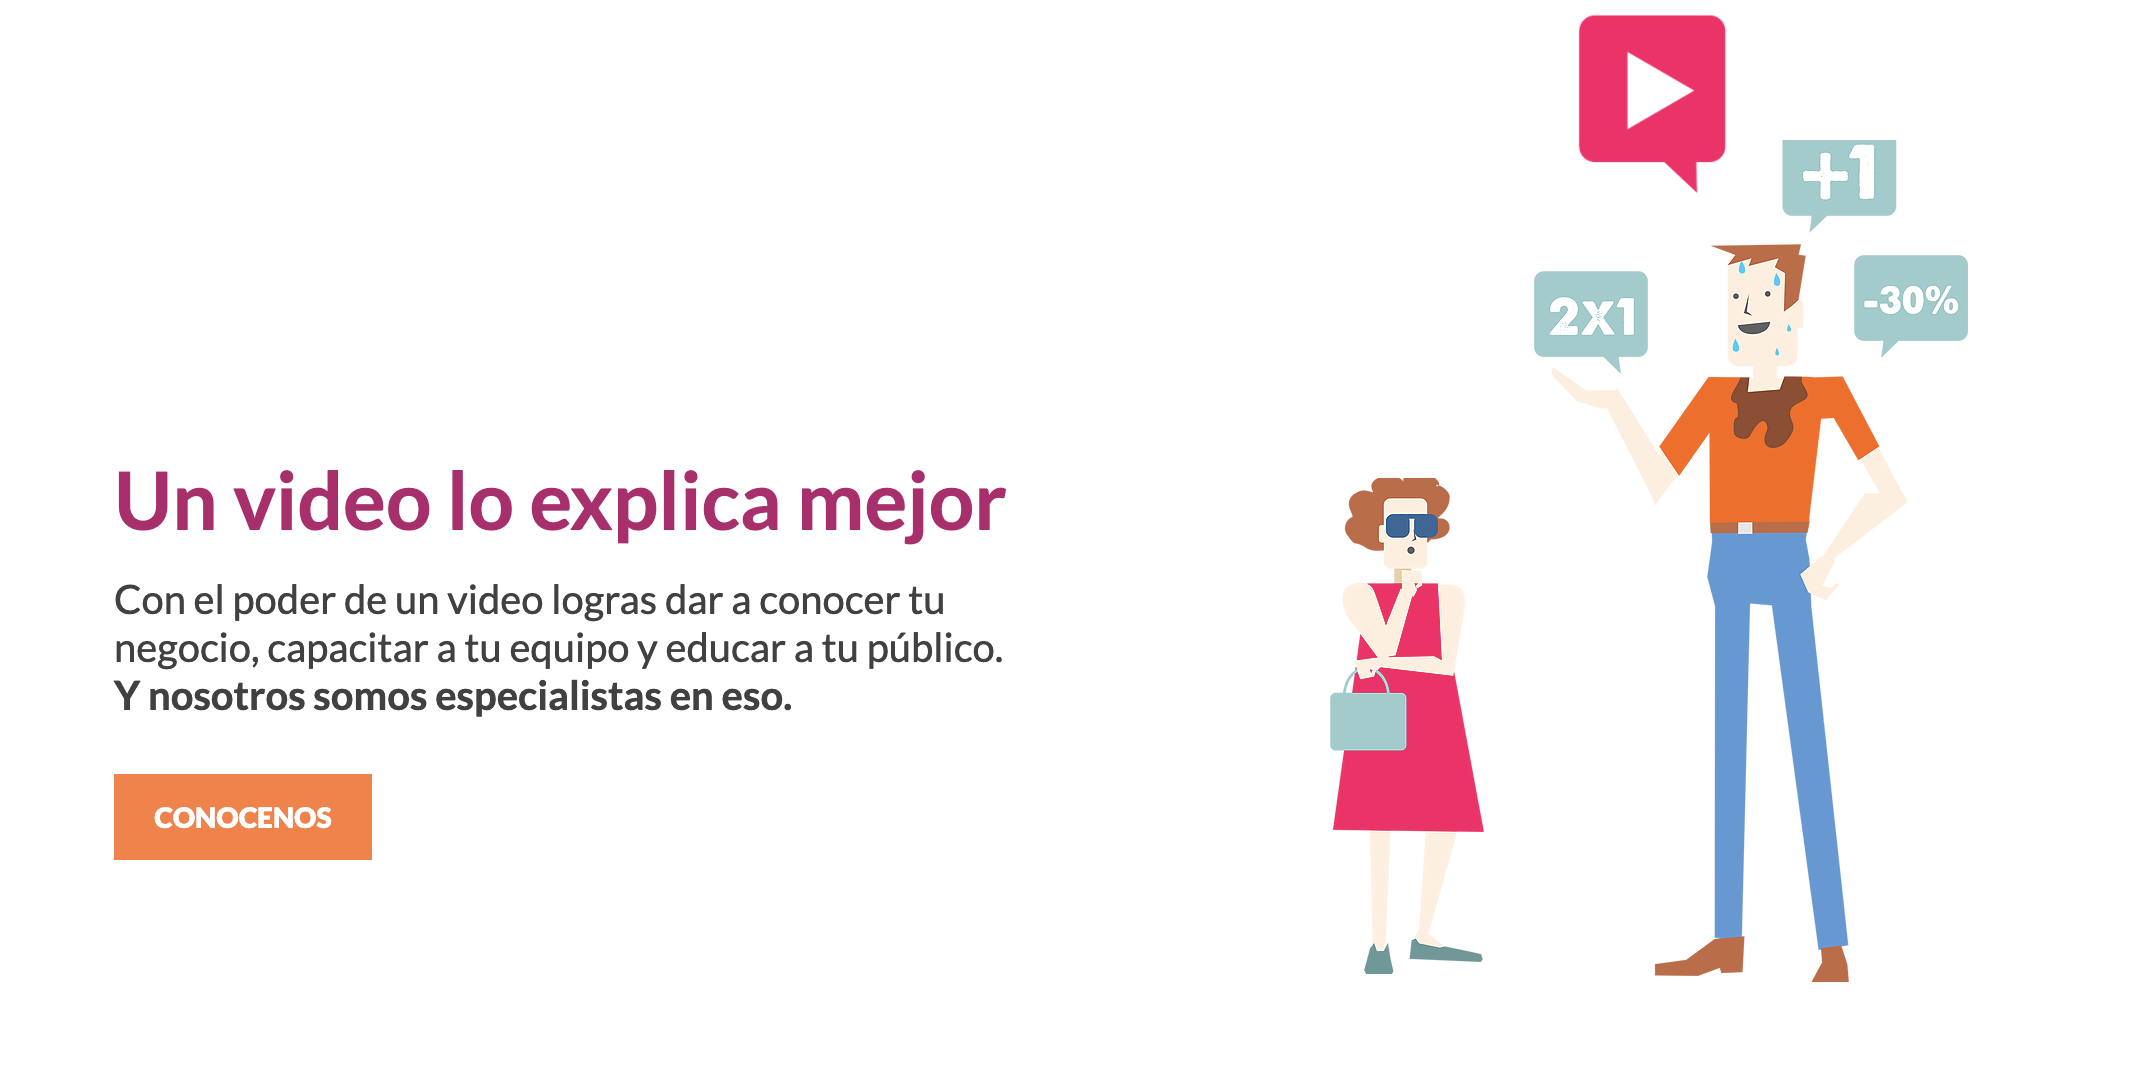 Un video lo explica mejor
Con el poder de un video logras dar a conocer tu
negocio, capacitar a tu equipo y educar a tu público.
Y nosotros somos especialistas en eso.
CONOCENOS
+1
2X1
-30%